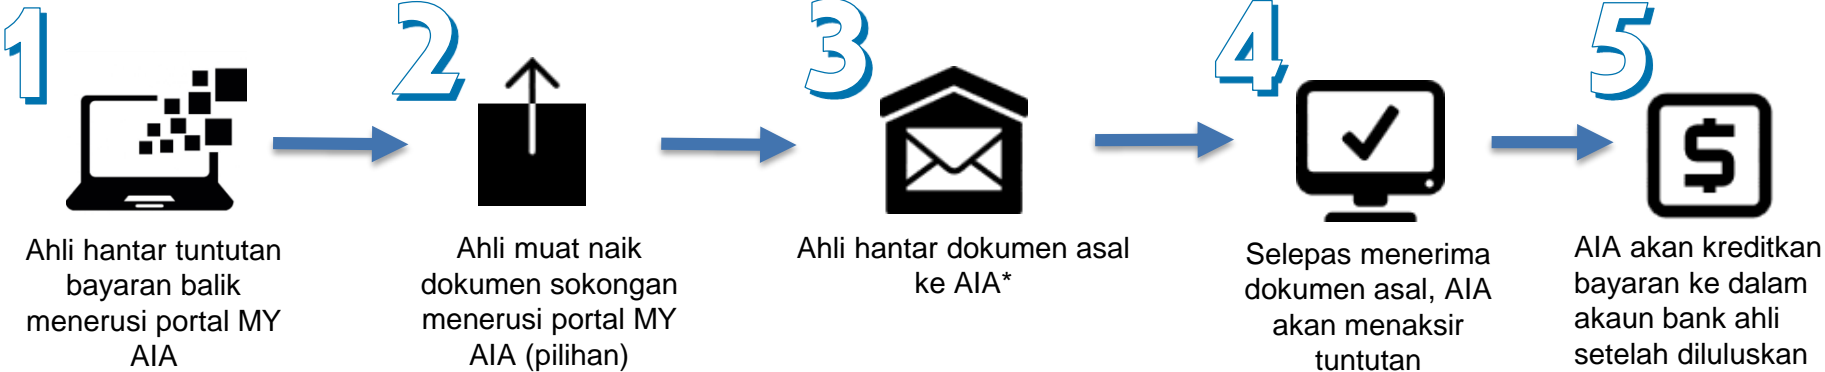 1
Ahli hantar tuntutan
bayaran balik
menerusi portal MY
AIA
2
Ahli muat naik
dokumen sokongan
menerusi portal MY
AIA (pilihan)
3
Ahli hantar dokumen asal
ke AIA*
4
Selepas menerima
dokumen asal, AIA
akan menaksir
tuntutan
5
$
AIA akan kreditkan
bayaran ke dalam
akaun bank ahli
setelah diluluskan